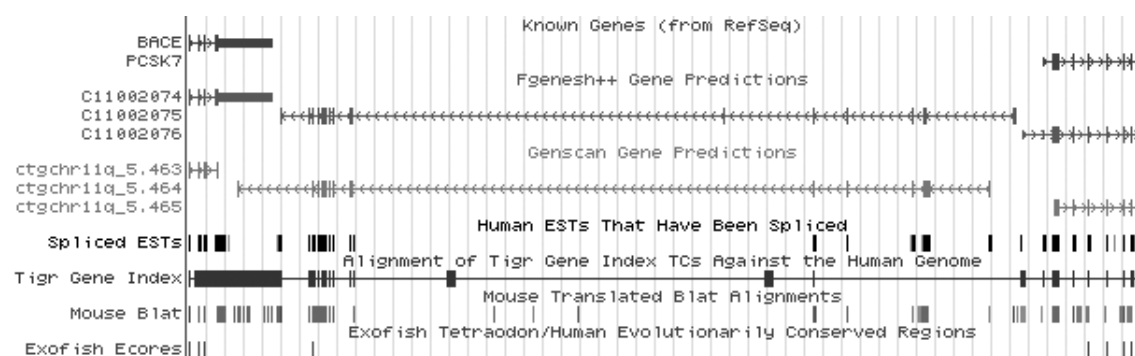 Known Genes (from RefSeq)
BACE
PCSK7
Fgenesh++ Gene Predictions
C11002074
C11002075
C11002076
Genscan Gene Predictions
ctgchr11q_5.463
ctgchr11q_5.464
ctgchr11q_5.465
Human ESTs That Have Been Spliced
Spliced ESTs
Alignment of Tigr Gene Index TCs Against the Human Genome
Tigr Gene Index
Mouse Translated Blat Alignments
Mouse Blat
Exofish Tetraodon/Human Evolutionarily Conserved Regions
Exofish Ecores